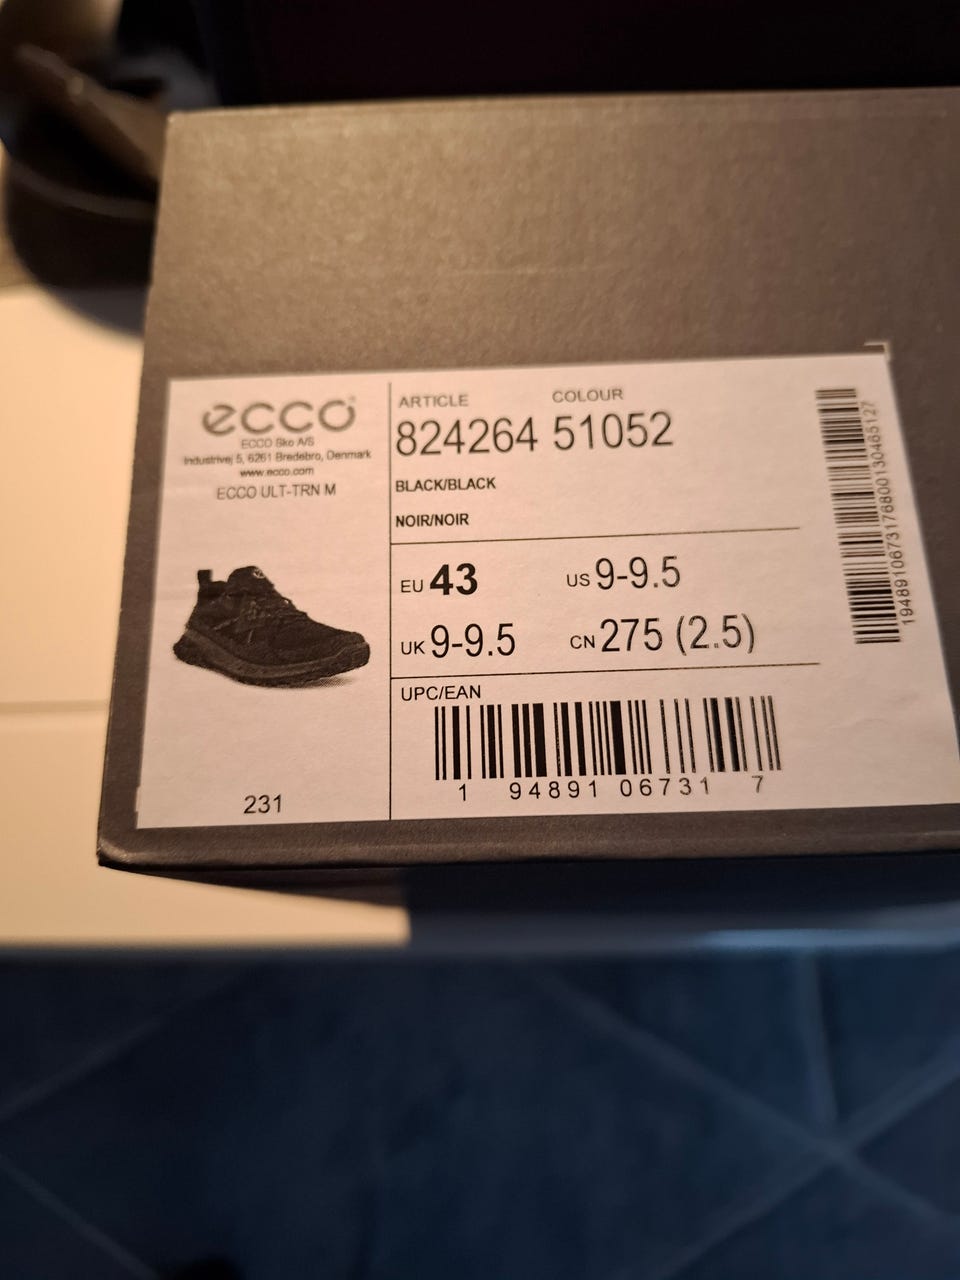 ecco®
ECCO Sko A/S
Industrivej 5, 6261 Bredebro, Denmark
www.ecco.com
ECCO ULT-TRN M
231
ARTICLE COLOUR
824264 51052
BLACK/BLACK
NOIR/NOIR
EU 43 US 9-9.5
UK 9-9.5 CN 275 (2.5)
UPC/EAN
1 94891 06731 7
1948910673176800130465127